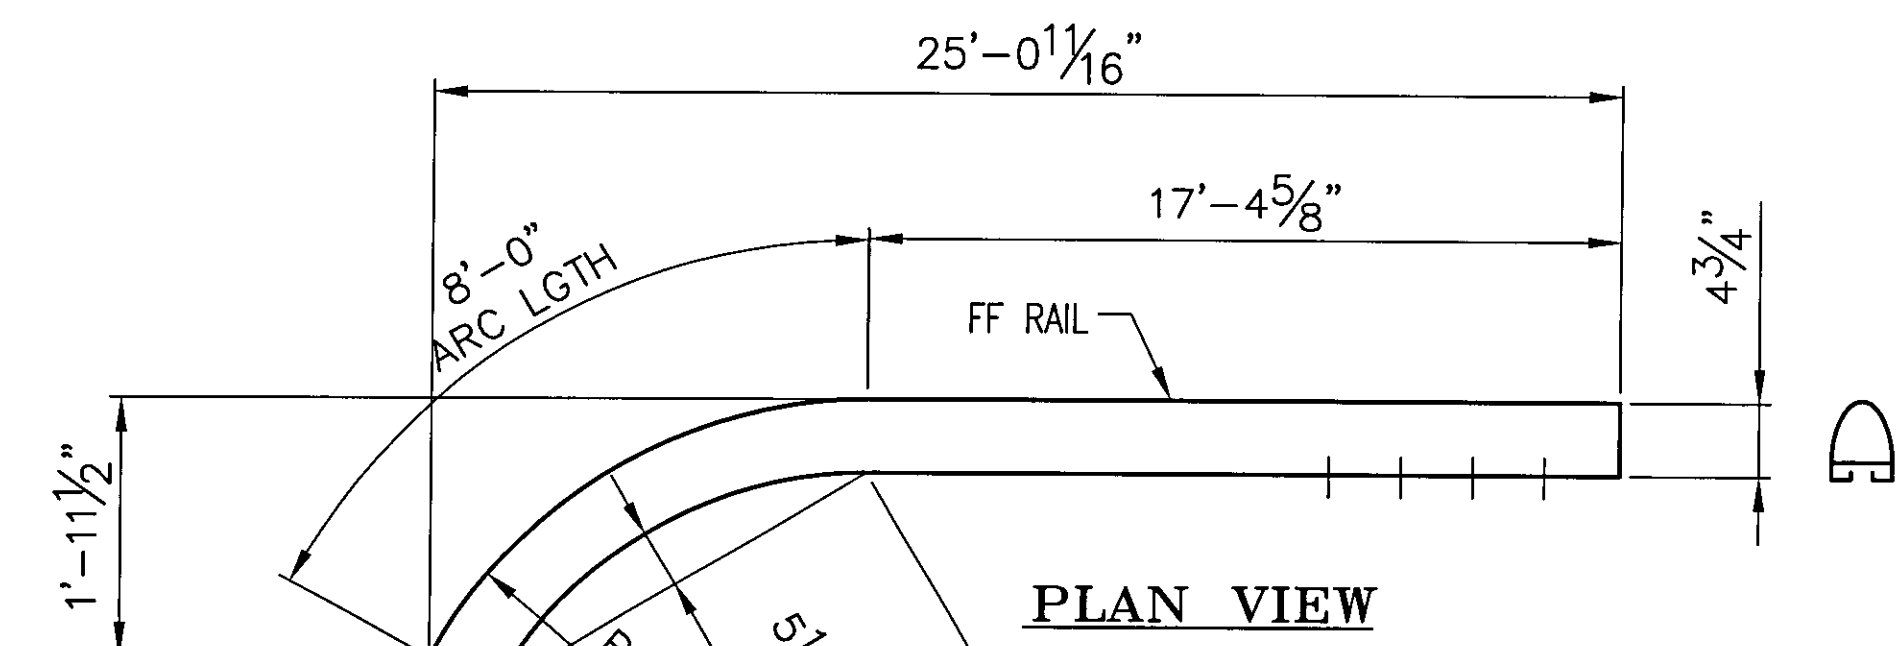 25'-0 11/16"
17'-4 5/8"
8'-0"
ARC LGTH
4 3/4"
FF RAIL
1'-11 1/2"
PLAN VIEW